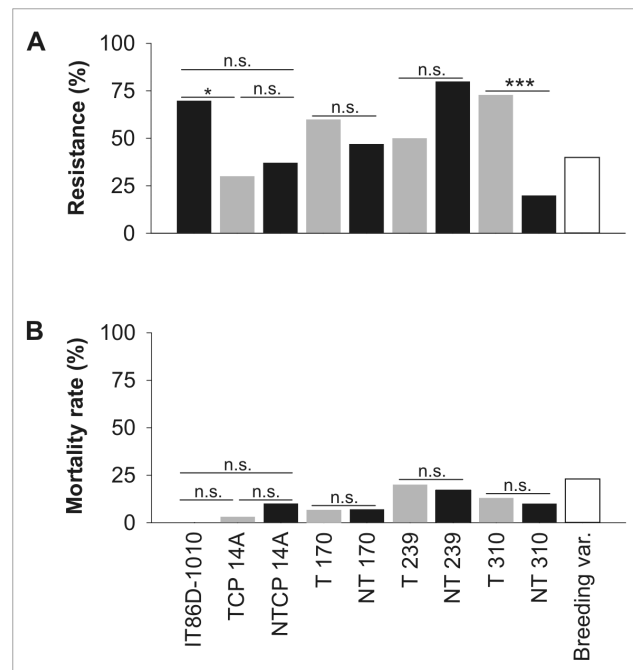 A
Resistance (%)
100
75
50
25
0
n.s.
* n.s.
n.s.
n.s.
***
B
Mortality rate (%)
100
75
50
25
0
n.s.
n.s. n.s.
n.s.
n.s.
n.s.
IT86D-1010
TCP 14A
NTCP 14A
T 170
NT 170
T 239
NT 239
T 310
NT 310
Breeding var.